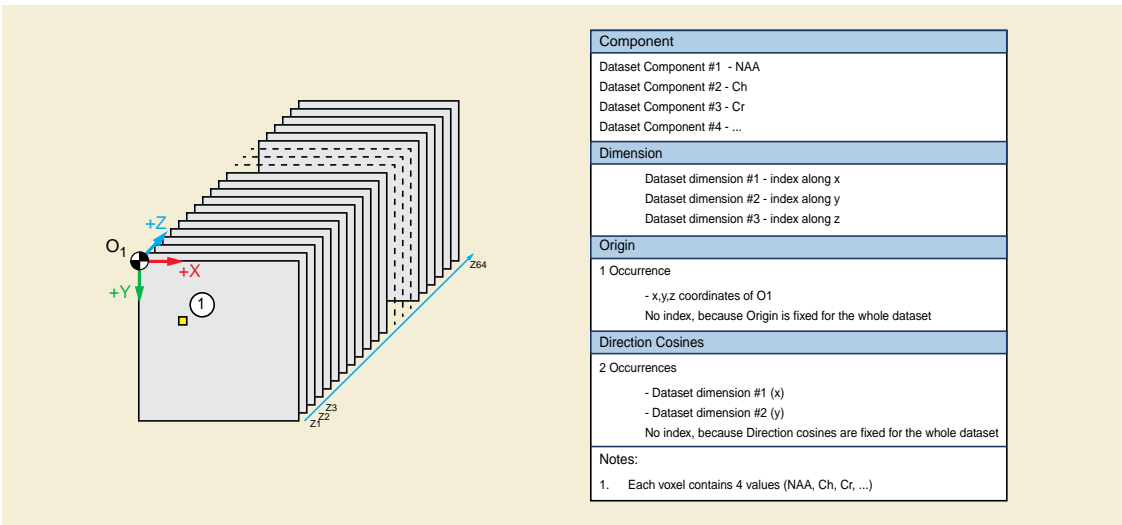 +Z
O1
+X
+Y
1
Z64
Z3
Z2
Z1
Component
Dataset Component #1 - NAA
Dataset Component #2 - Ch
Dataset Component #3 - Cr
Dataset Component #4 - ...
Dimension
Dataset dimension #1 - index along x
Dataset dimension #2 - index along y
Dataset dimension #3 - index along z
Origin
1 Occurrence
- x,y,z coordinates of O1
No index, because Origin is fixed for the whole dataset
Direction Cosines
2 Occurrences
- Dataset dimension #1 (x)
- Dataset dimension #2 (y)
No index, because Direction cosines are fixed for the whole dataset
Notes:
1. Each voxel contains 4 values (NAA, Ch, Cr, ...)